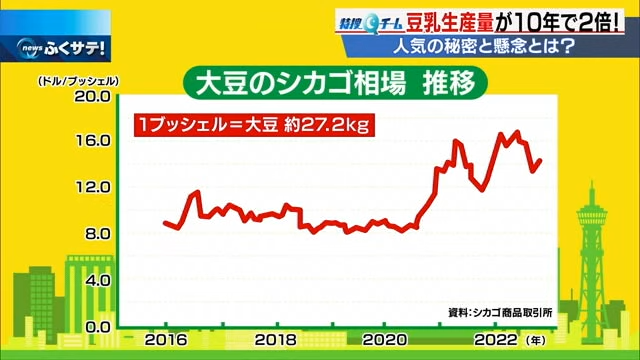 news ふくサテ!
特捜Qチーム 豆乳生産量が10年で2倍!
人気の秘密と懸念とは?
大豆のシカゴ相場 推移
(ドル/ブッシェル)
1ブッシェル=大豆 約27.2kg
20.0
16.0
12.0
8.0
4.0
0.0
資料:シカゴ商品取引所
2016 2018 2020 2022 (年)